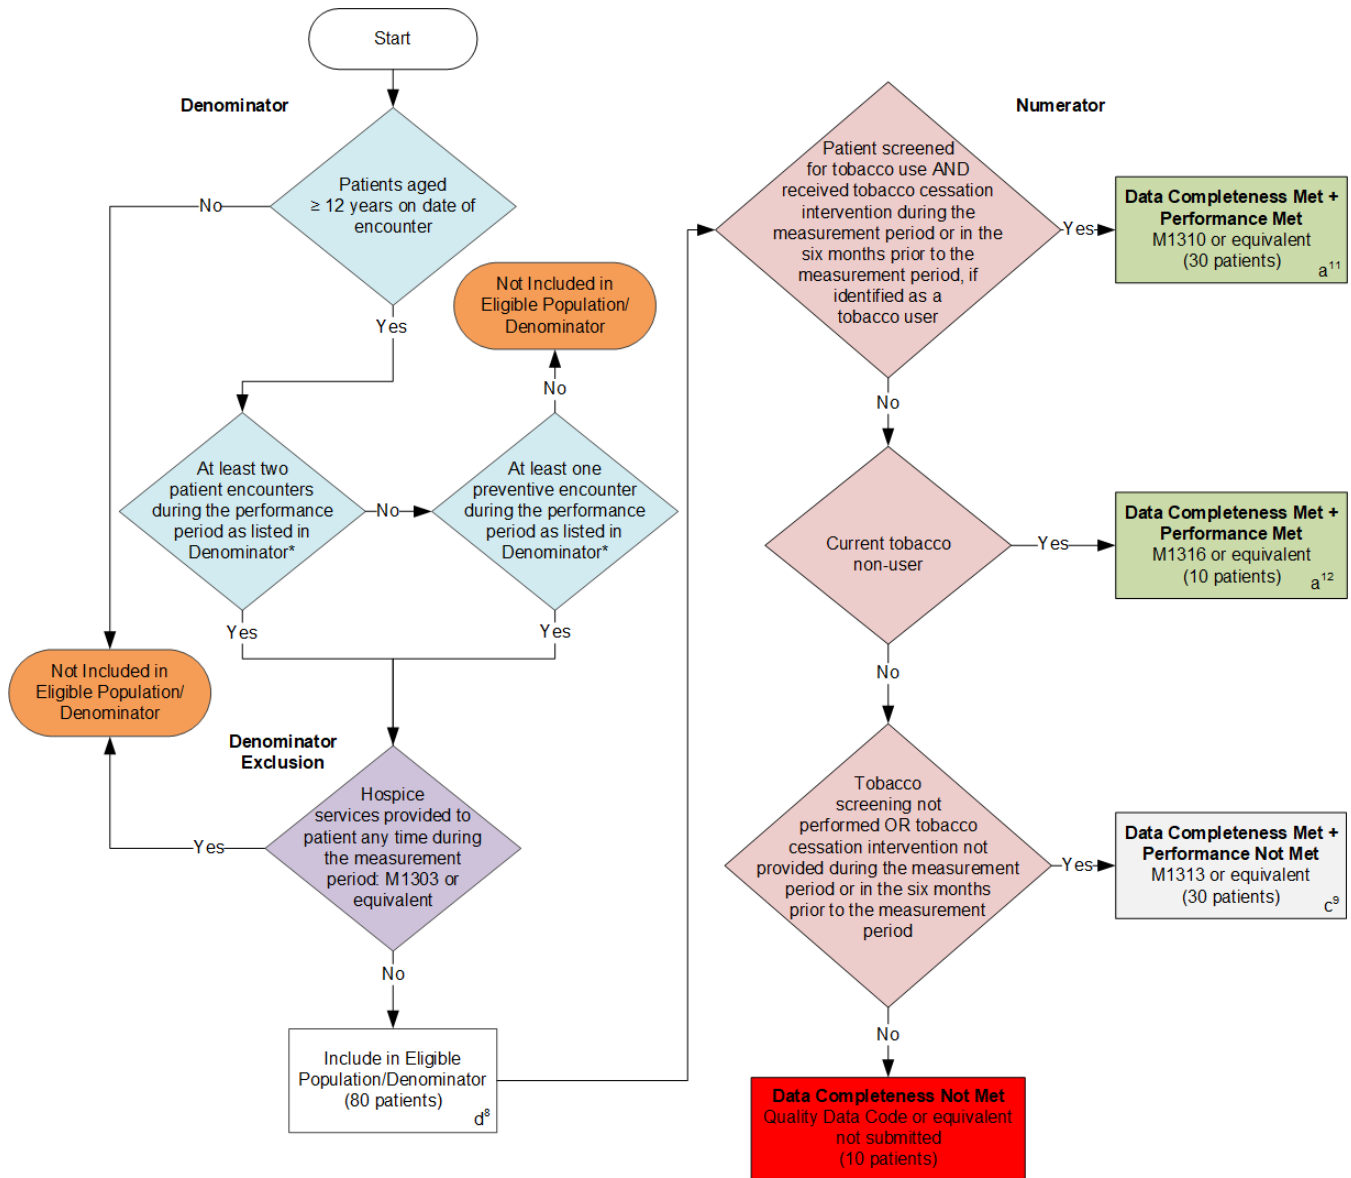 Start
Denominator
Patients aged
≥ 12 years on date of
encounter
No
Yes
Not Included in
Eligible Population/
Denominator
No
At least two
patient encounters
during the performance
period as listed in
Denominator*
No
At least one
preventive encounter
during the performance
period as listed in
Denominator*
Yes
Yes
Not Included in
Eligible Population/
Denominator
Denominator
Exclusion
Hospice
services provided to
patient any time during
the measurement
period: M1303 or
equivalent
Yes
No
Include in Eligible
Population/Denominator
(80 patients)
d⁸
Numerator
Patient screened
for tobacco use AND
received tobacco cessation
intervention during the
measurement period or in the
six months prior to the
measurement period, if
identified as a
tobacco user
Yes
Data Completeness Met +
Performance Met
M1310 or equivalent
(30 patients)
a¹¹
No
Current tobacco
non-user
Yes
Data Completeness Met +
Performance Met
M1316 or equivalent
(10 patients)
a¹²
No
Tobacco
screening not
performed OR tobacco
cessation intervention not
provided during the measurement
period or in the six months
prior to the measurement
period
Yes
Data Completeness Met +
Performance Not Met
M1313 or equivalent
(30 patients)
c⁹
No
Data Completeness Not Met
Quality Data Code or equivalent
not submitted
(10 patients)